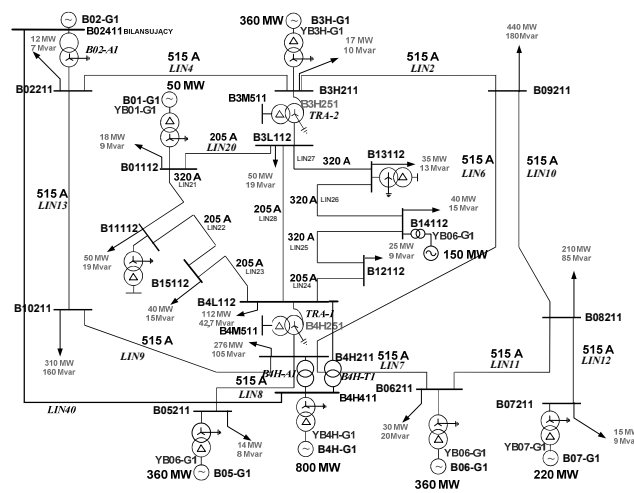 B02-G1
B02411 BILANSUJĄCY
12 MW
7 Mvar
B02-A1
B02211
515 A
LIN4
360 MW
B3H-G1
YB3H-G1
17 MW
10 Mvar
515 A
LIN2
440 MW
180Mvar
B09211
B3H211
50 MW
B01-G1
YB01-G1
B3M511
B3H251
TRA-2
205 A
LIN20
B3L112
18 MW
9 Mvar
B01112
320 A
LIN21
LIN27
320 A
B13112
35 MW
13 Mvar
50 MW
19 Mvar
515 A
LIN6
515 A
LIN10
515 A
LIN13
320 A
LIN26
40 MW
15 Mvar
205 A
LIN28
205 A
LIN22
B14112
YB06-G1
B11112
50 MW
19 Mvar
320 A
LIN25
25 MW
9 Mvar
150 MW
210 MW
85 Mvar
B15112
205 A
LIN23
205 A
LIN24
B12112
40 MW
15Mvar
B4L112
TRA-1
112 MW
42,7 Mvar
B4H251
B4M511
B10211
515 A
LIN9
276 MW
105 Mvar
B4H211
B4H-A1
B4H-T1
515 A
LIN7
515 A
LIN11
B08211
515 A
LIN12
310 MW
160 Mvar
515 A
LIN8
B4H411
B06211
LIN40
B05211
30 MW
20Mvar
B07211
YB06-G1
14 MW
8 Mvar
YB4H-G1
B4H-G1
800 MW
YB06-G1
B06-G1
360 MW
YB07-G1
B07-G1
220 MW
15 MW
9 Mvar
360 MW
B05-G1